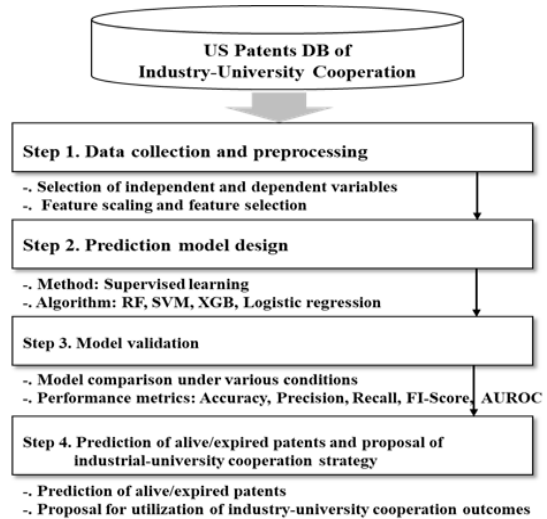 US Patents DB of
Industry-University Cooperation
Step 1. Data collection and preprocessing
-. Selection of independent and dependent variables
-. Feature scaling and feature selection
Step 2. Prediction model design
-. Method: Supervised learning
-. Algorithm: RF, SVM, XGB, Logistic regression
Step 3. Model validation
-. Model comparison under various conditions
-. Performance metrics: Accuracy, Precision, Recall, FI-Score, AUROC
Step 4. Prediction of alive/expired patents and proposal of
industrial-university cooperation strategy
-. Prediction of alive/expired patents
-. Proposal for utilization of industry-university cooperation outcomes